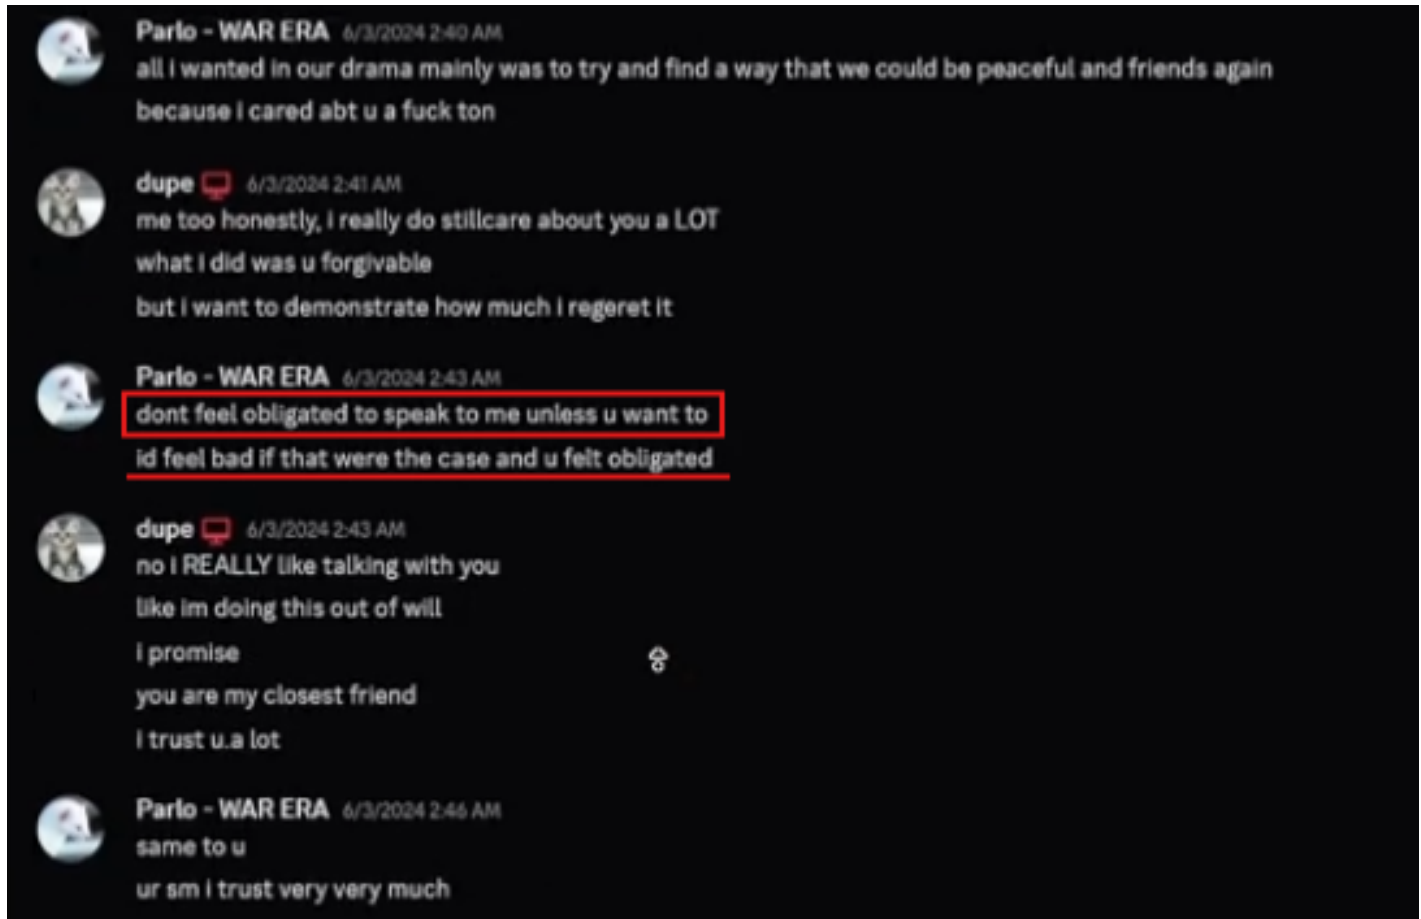 Parlo - WAR ERA 6/3/2024 2:40 AM
all i wanted in our drama mainly was to try and find a way that we could be peaceful and friends again
because i cared abt u a fuck ton
dupe 6/3/2024 2:41 AM
me too honestly, i really do stillcare about you a LOT
what i did was u forgivable
but i want to demonstrate how much i regeret it
Parlo - WAR ERA 6/3/2024 2:43 AM
dont feel obligated to speak to me unless u want to
id feel bad if that were the case and u felt obligated
dupe 6/3/2024 2:43 AM
no i REALLY like talking with you
like im doing this out of will
i promise
you are my closest friend
i trust u.a lot
Parlo - WAR ERA 6/3/2024 2:46 AM
same to u
ur sm i trust very very much